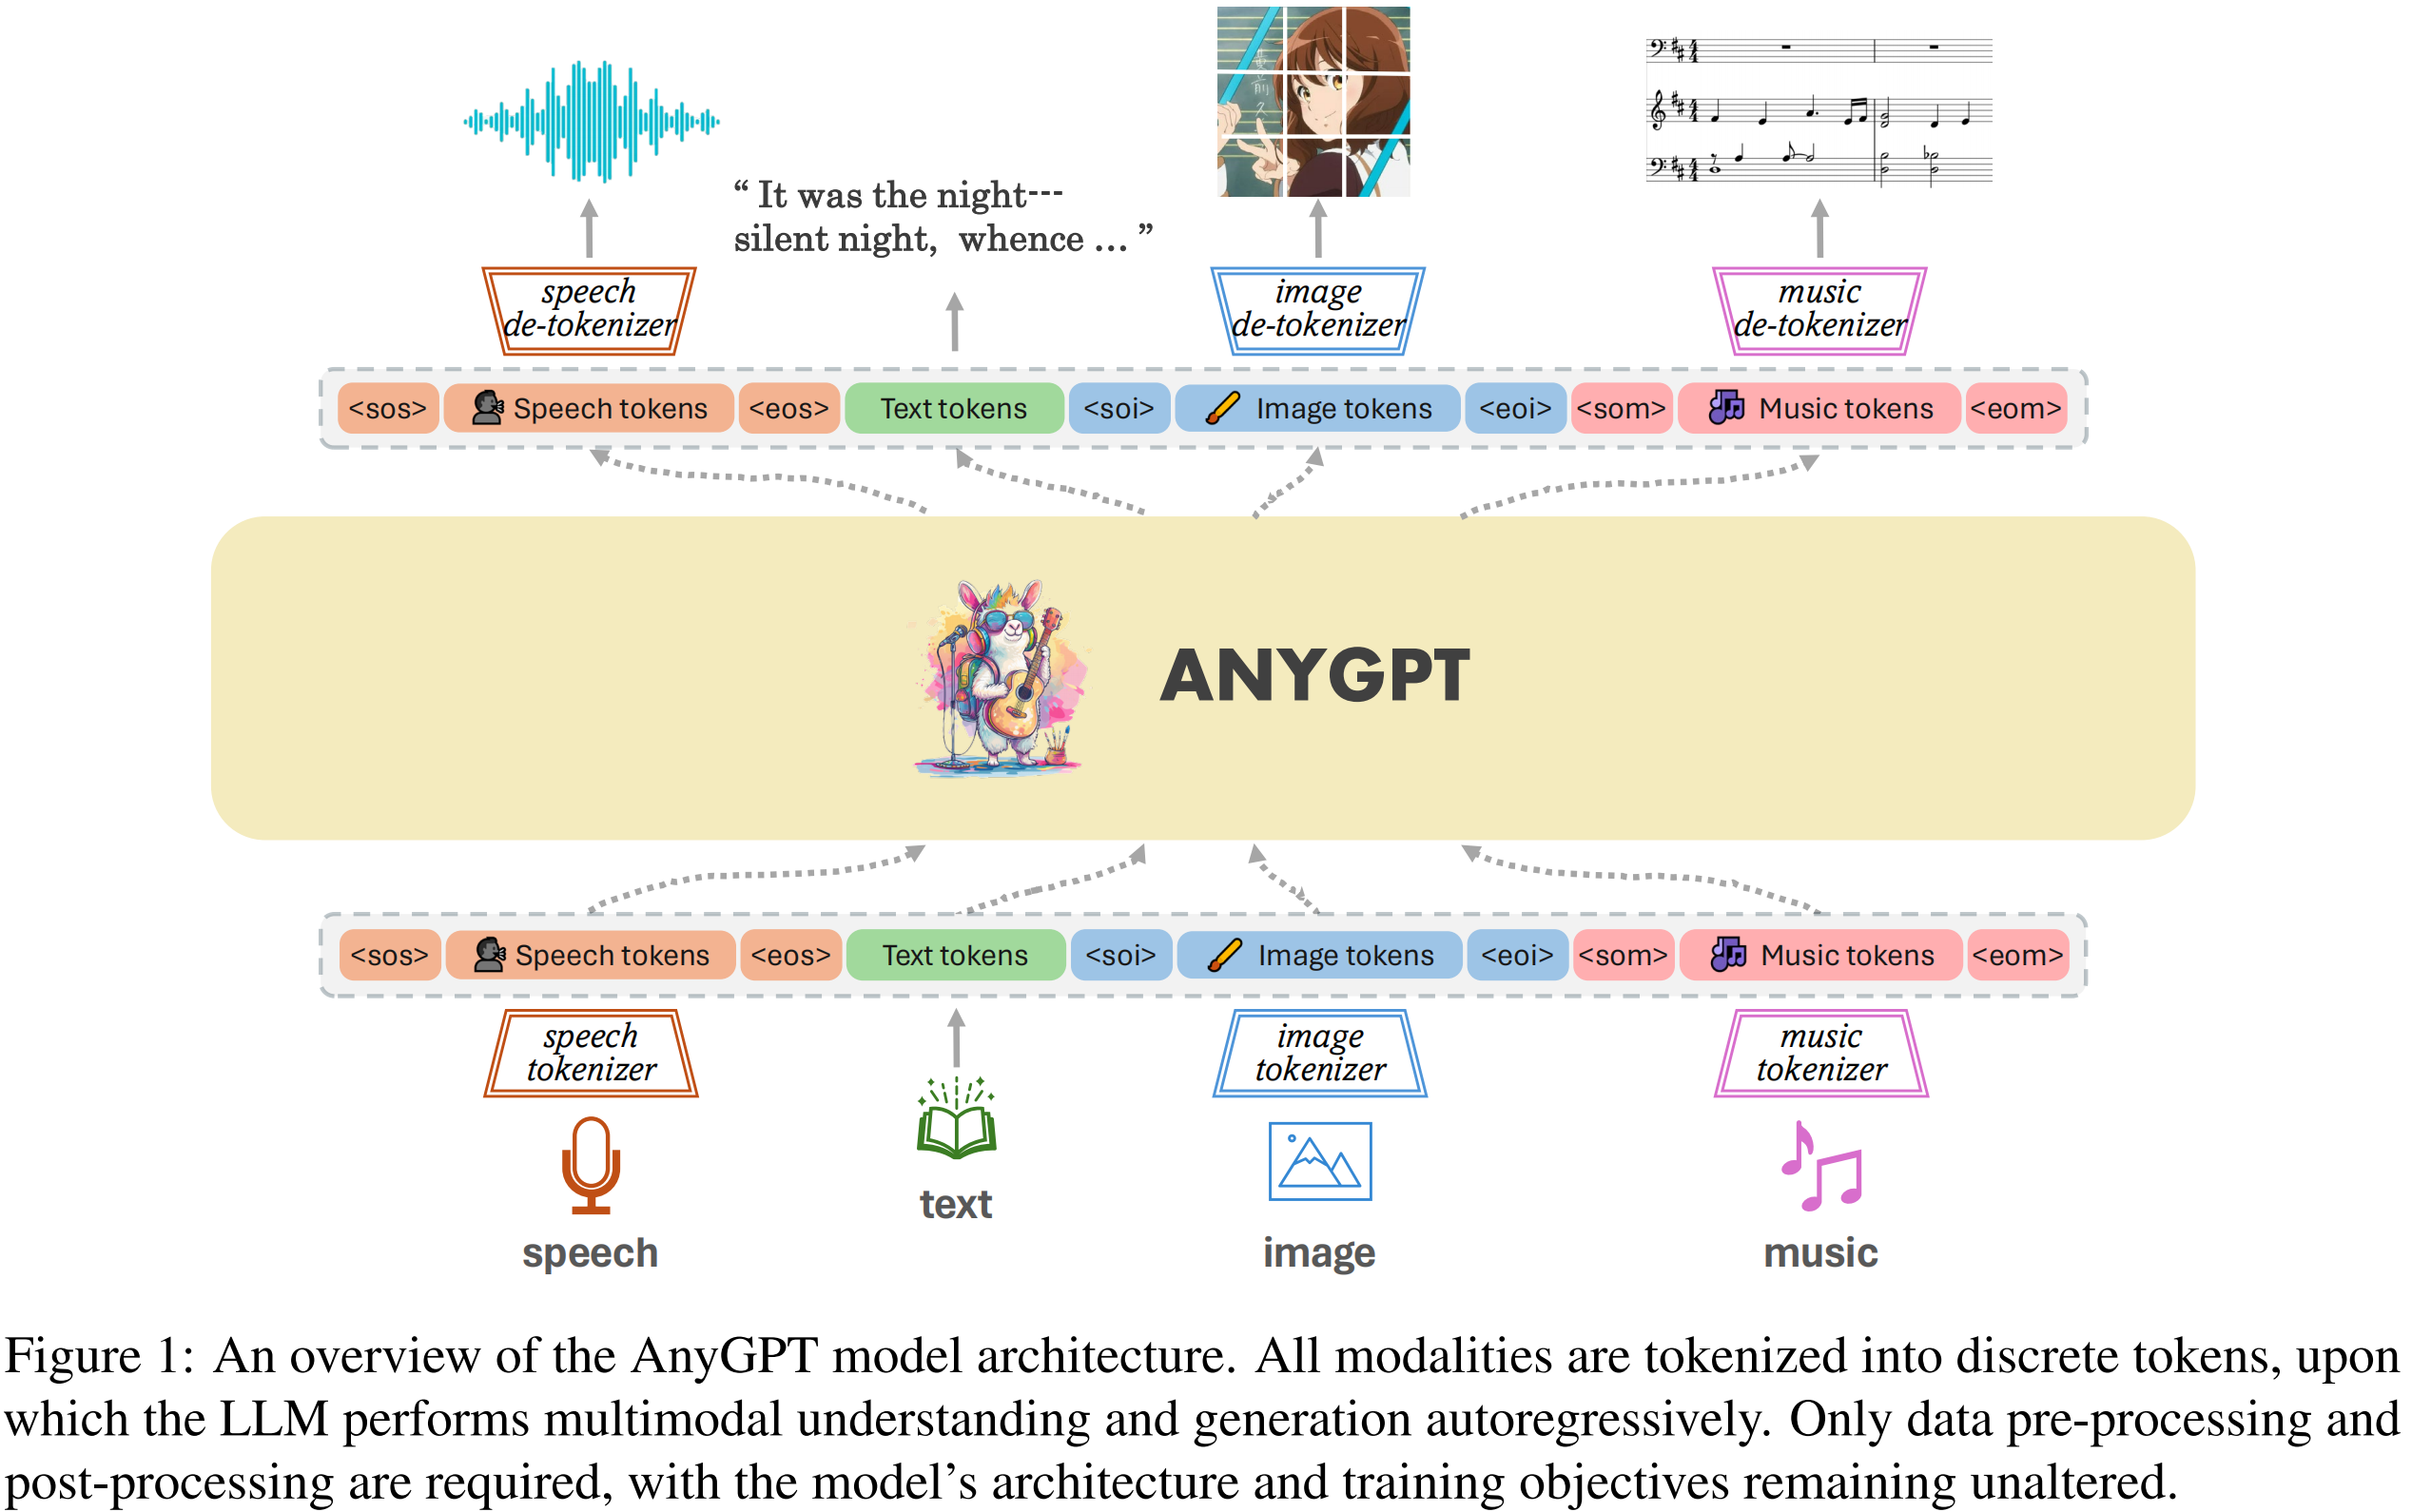 “ It was the night---
silent night, whence ... ”
speech
de-tokenizer
image
de-tokenizer
music
de-tokenizer
<sos> Speech tokens <eos> Text tokens <soi> Image tokens <eoi> <som> Music tokens <eom>
ANYGPT
<sos> Speech tokens <eos> Text tokens <soi> Image tokens <eoi> <som> Music tokens <eom>
speech
tokenizer
image
tokenizer
music
tokenizer
text
speech
image
music
Figure 1: An overview of the AnyGPT model architecture. All modalities are tokenized into discrete tokens, upon
which the LLM performs multimodal understanding and generation autoregressively. Only data pre-processing and
post-processing are required, with the model’s architecture and training objectives remaining unaltered.